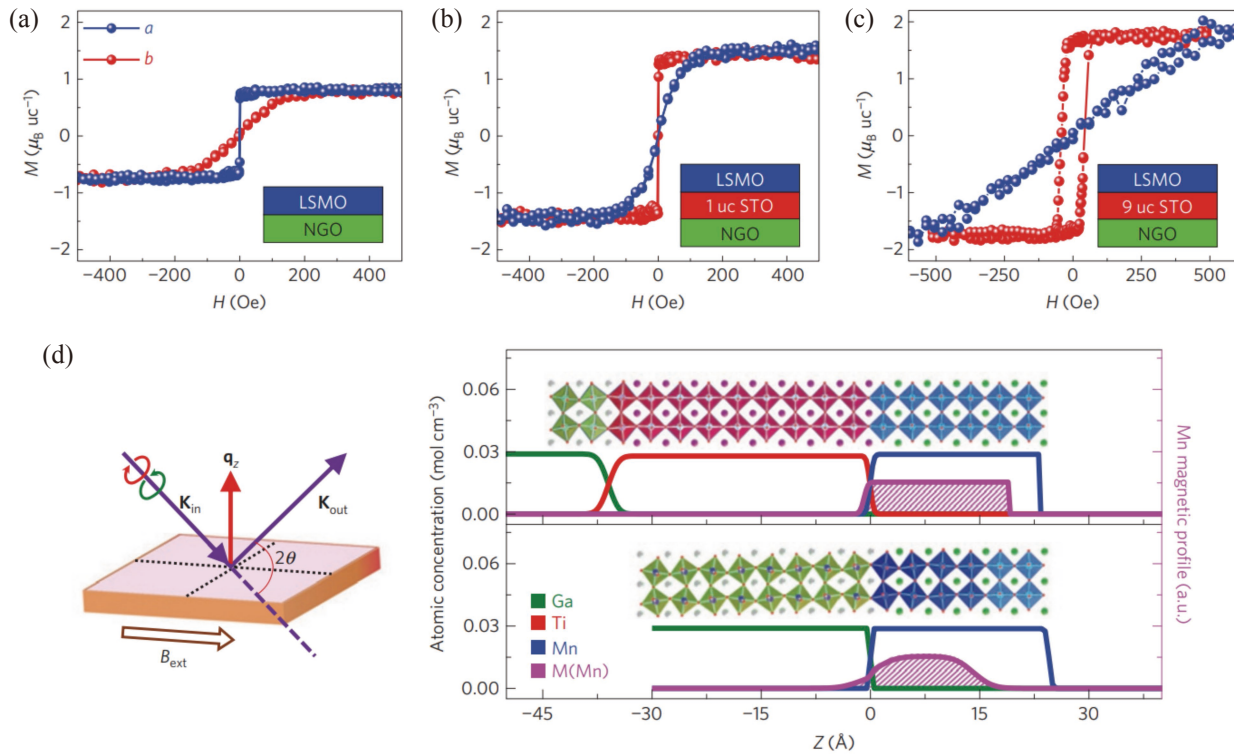 (a)
M (μB uc−1)
2
1
0
−1
−2
a
b
LSMO
NGO
−500 −200 0 200 400
H (Oe)
(b)
M (μB uc−1)
2
1
0
−1
−2
LSMO
1 uc STO
NGO
−500 −200 0 200 400
H (Oe)
(c)
M (μB uc−1)
2
1
0
−1
−2
LSMO
9 uc STO
NGO
−500 −250 0 250 500
H (Oe)
(d)
qz
Kin
Kout
2θ
Bext
Atomic concentration (mol cm−3)
0.06
0.03
0.00
0.06
0.03
0.00
Ga
Ti
Mn
M(Mn)
−45 −30 −15 0 15 30
Z (Å)
Mn magnetic profile (a.u.)